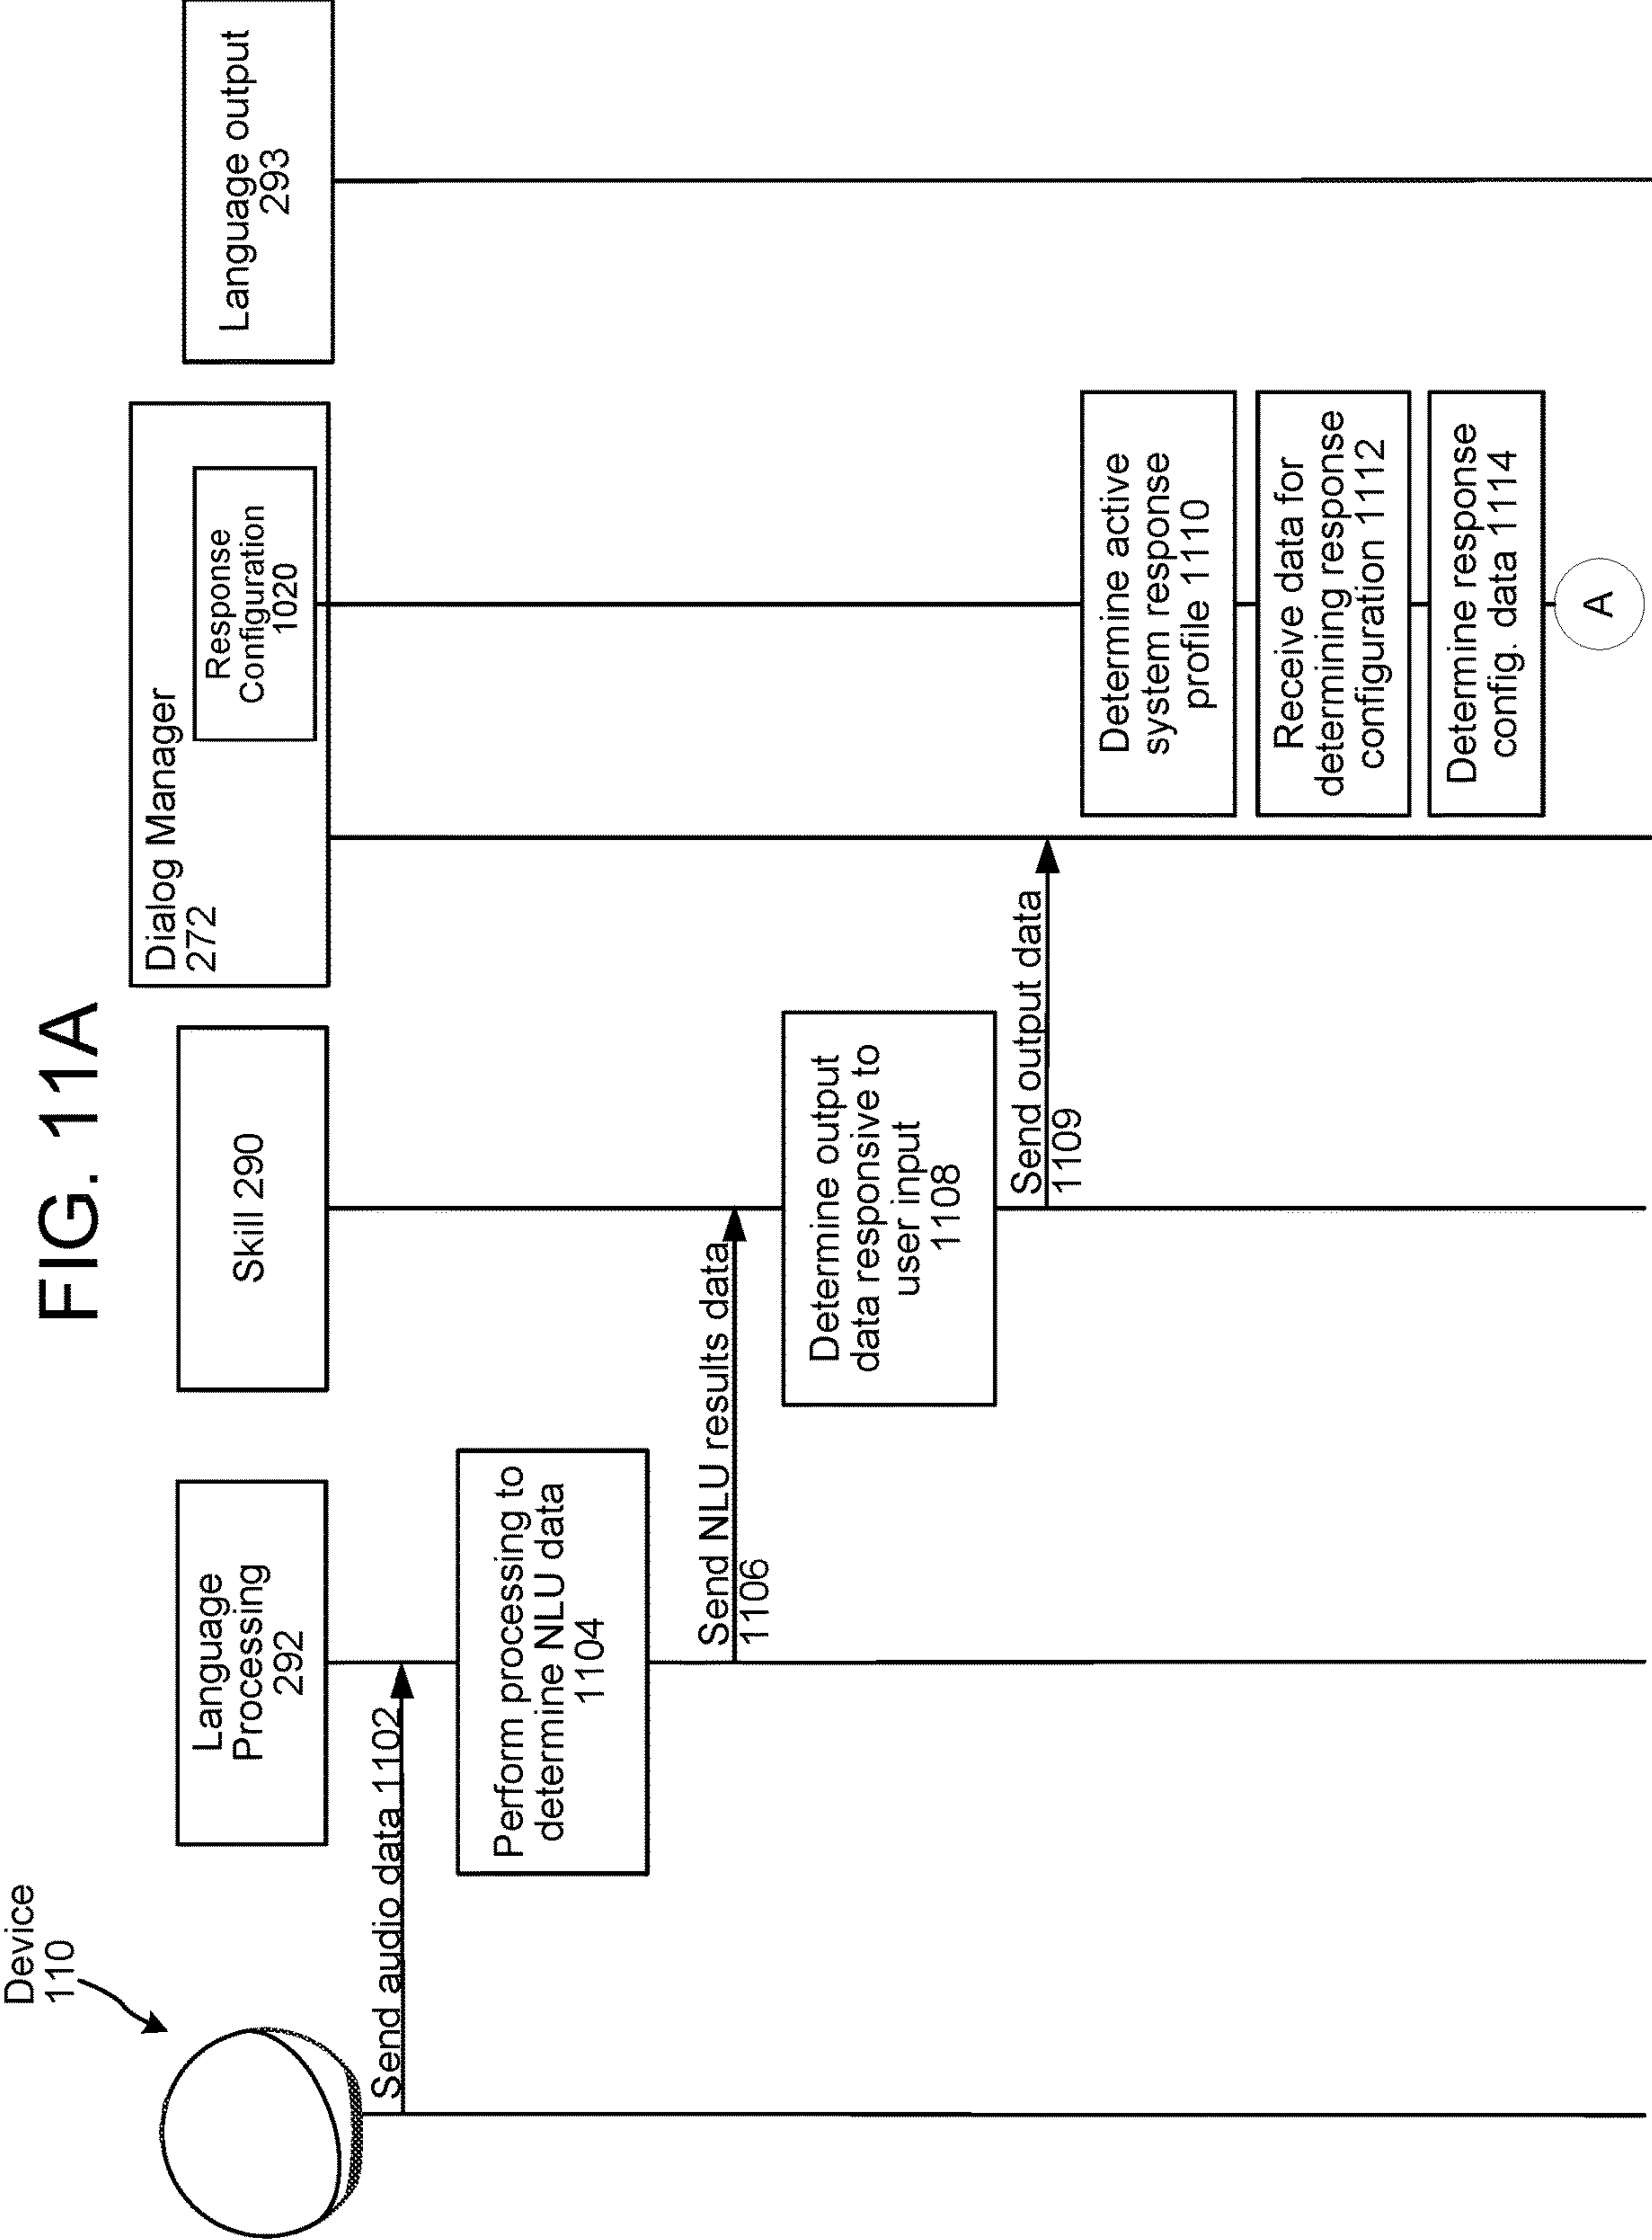 FIG. 11A
Device
110
Language
Processing
292
Skill 290
Dialog Manager
272
Response
Configuration
1020
Language output
293
Send audio data 1102
Perform processing to
determine NLU data
1104
Send NLU results data
1106
Determine output
data responsive to
user input
1108
Send output data
1109
Determine active
system response
profile 1110
Receive data for
determining response
configuration 1112
Determine response
config. data 1114
A